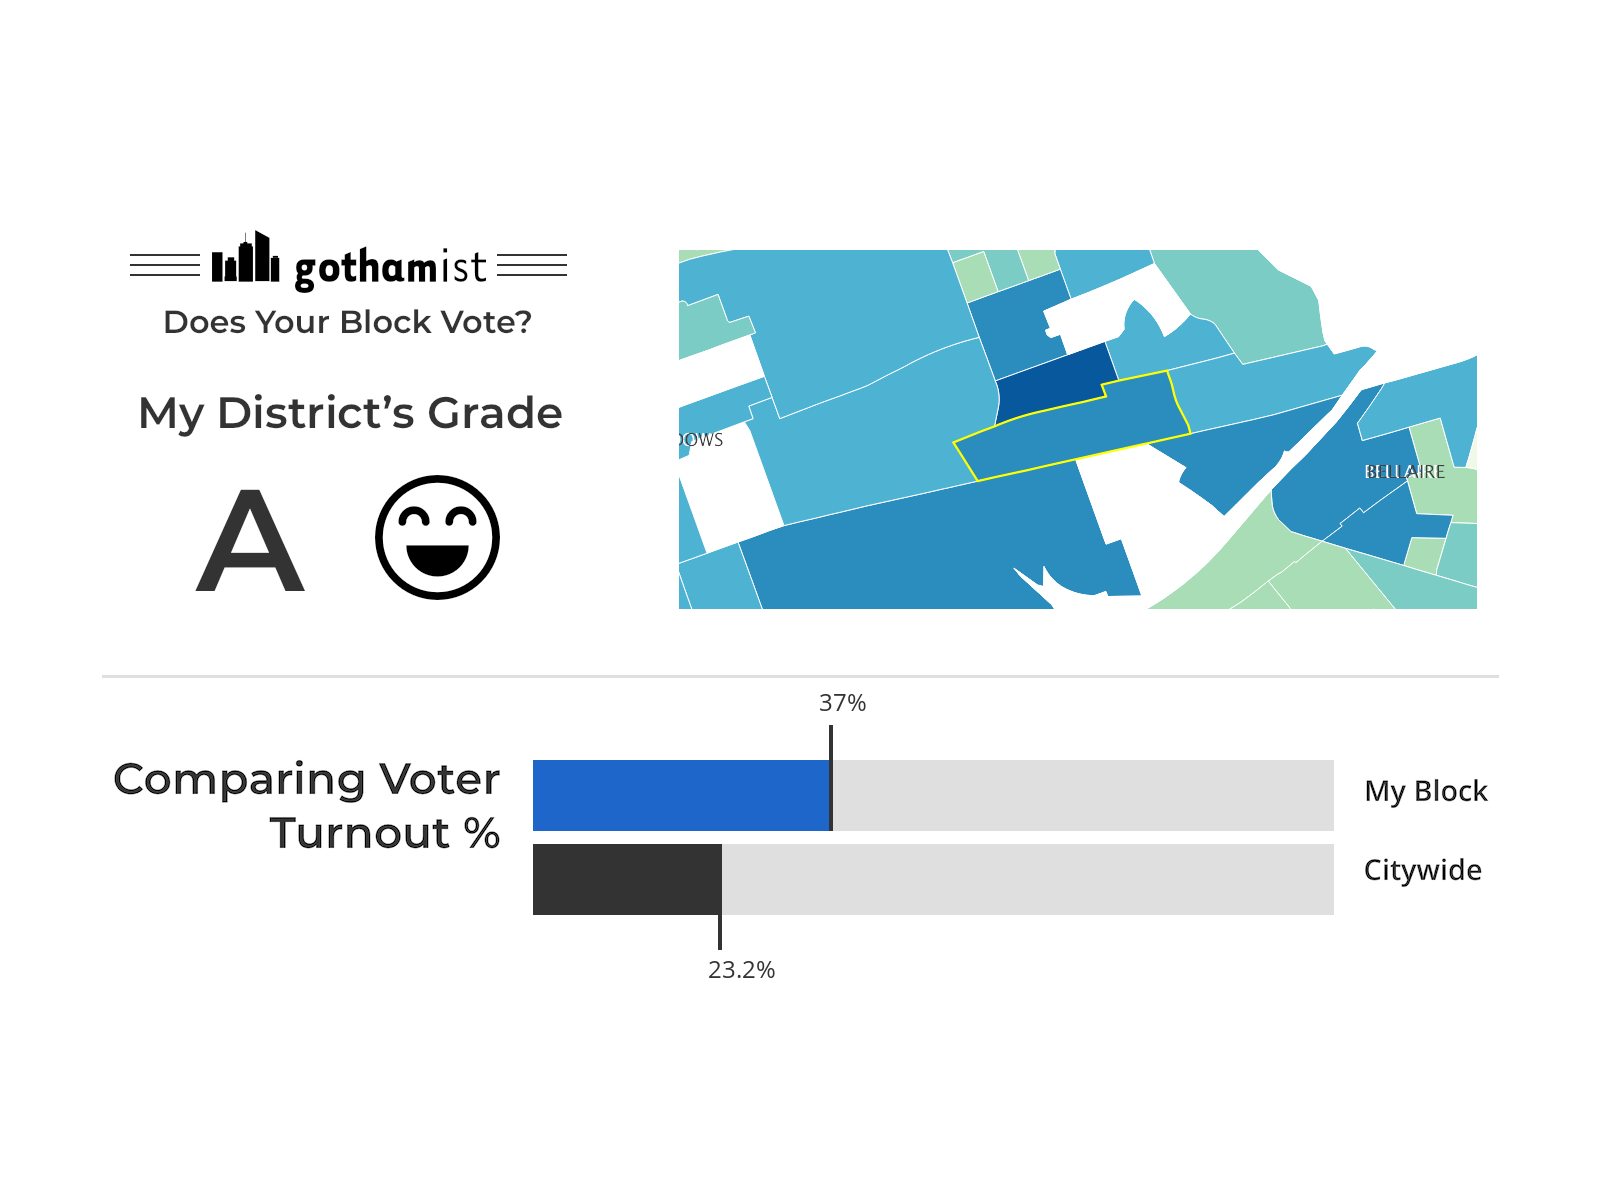 gothamist
Does Your Block Vote?
My District's Grade
A
OWS
BELLAIRE
37%
Comparing Voter
Turnout %
My Block
Citywide
23.2%